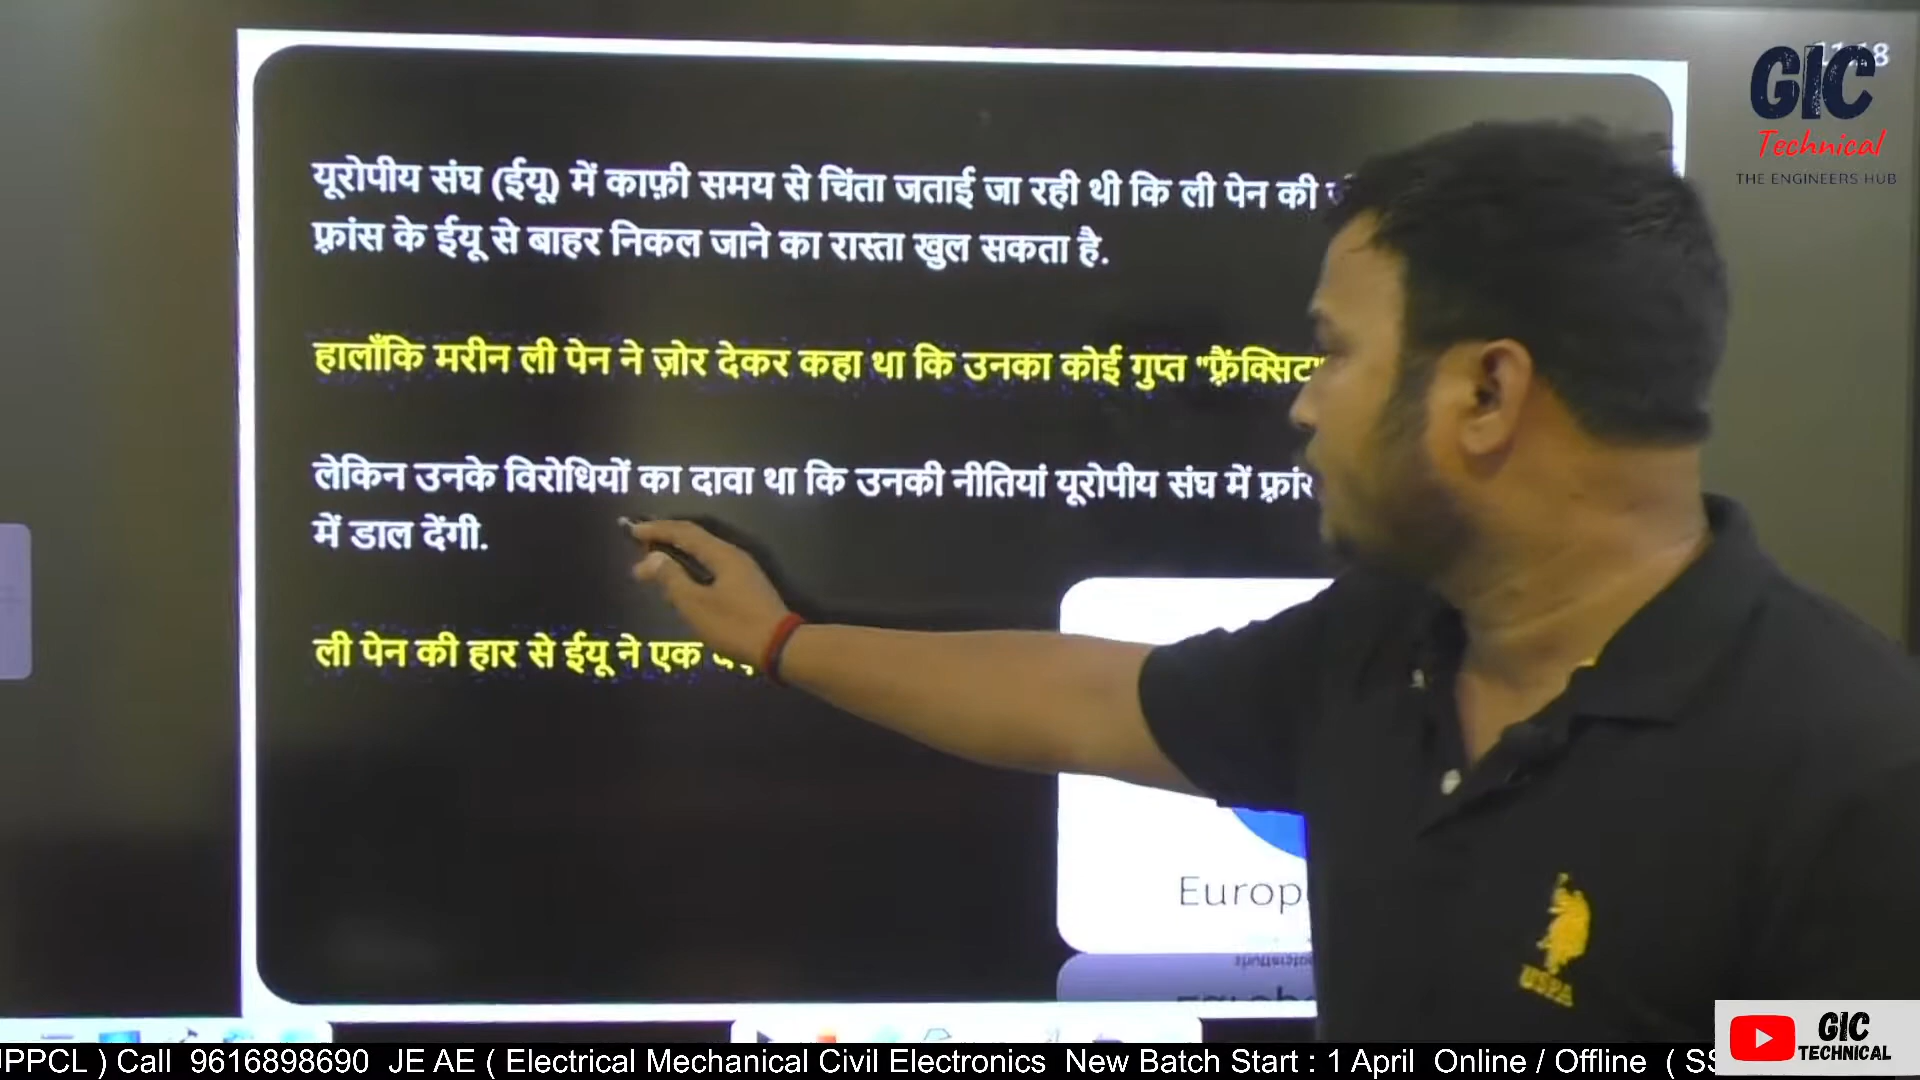 GIC
Technical
THE ENGINEERS HUB
यूरोपीय संघ (ईयू) में काफ़ी समय से चिंता जताई जा रही थी कि ली पेन की
फ़्रांस के ईयू से बाहर निकल जाने का रास्ता खुल सकता है.
हालाँकि मरीन ली पेन ने ज़ोर देकर कहा था कि उनका कोई गुप्त "फ़्रैंक्सिट"
लेकिन उनके विरोधियों का दावा था कि उनकी नीतियां यूरोपीय संघ में
में डाल देंगी.
ली पेन की हार से ईयू ने एक
Europ
USPA
GIC
TECHNICAL
JPPCL ) Call 9616898690 JE AE ( Electrical Mechanical Civil Electronics New Batch Start : 1 April Online / Offline ( SS